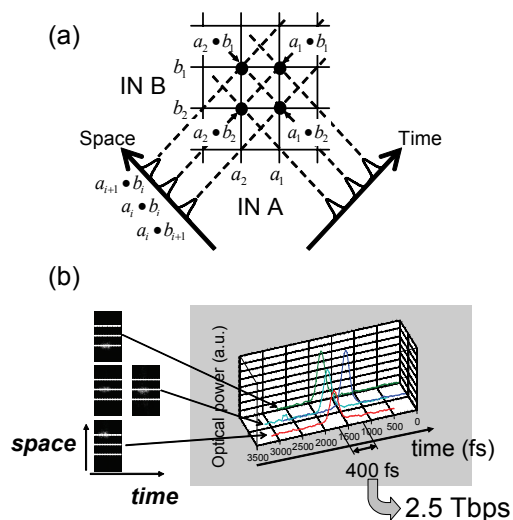 (a)
a₂ • b₁ a₁ • b₁
b₁
IN B
b₂
a₂ • b₂ a₁ • b₂
Space
Time
a₂ a₁
IN A
aᵢ₊₁ • bᵢ
aᵢ • bᵢ
aᵢ • bᵢ₊₁
(b)
Optical power (a.u.)
3500 3000 2500 2000 1500 1000 500 0
time (fs)
400 fs
2.5 Tbps
space
time